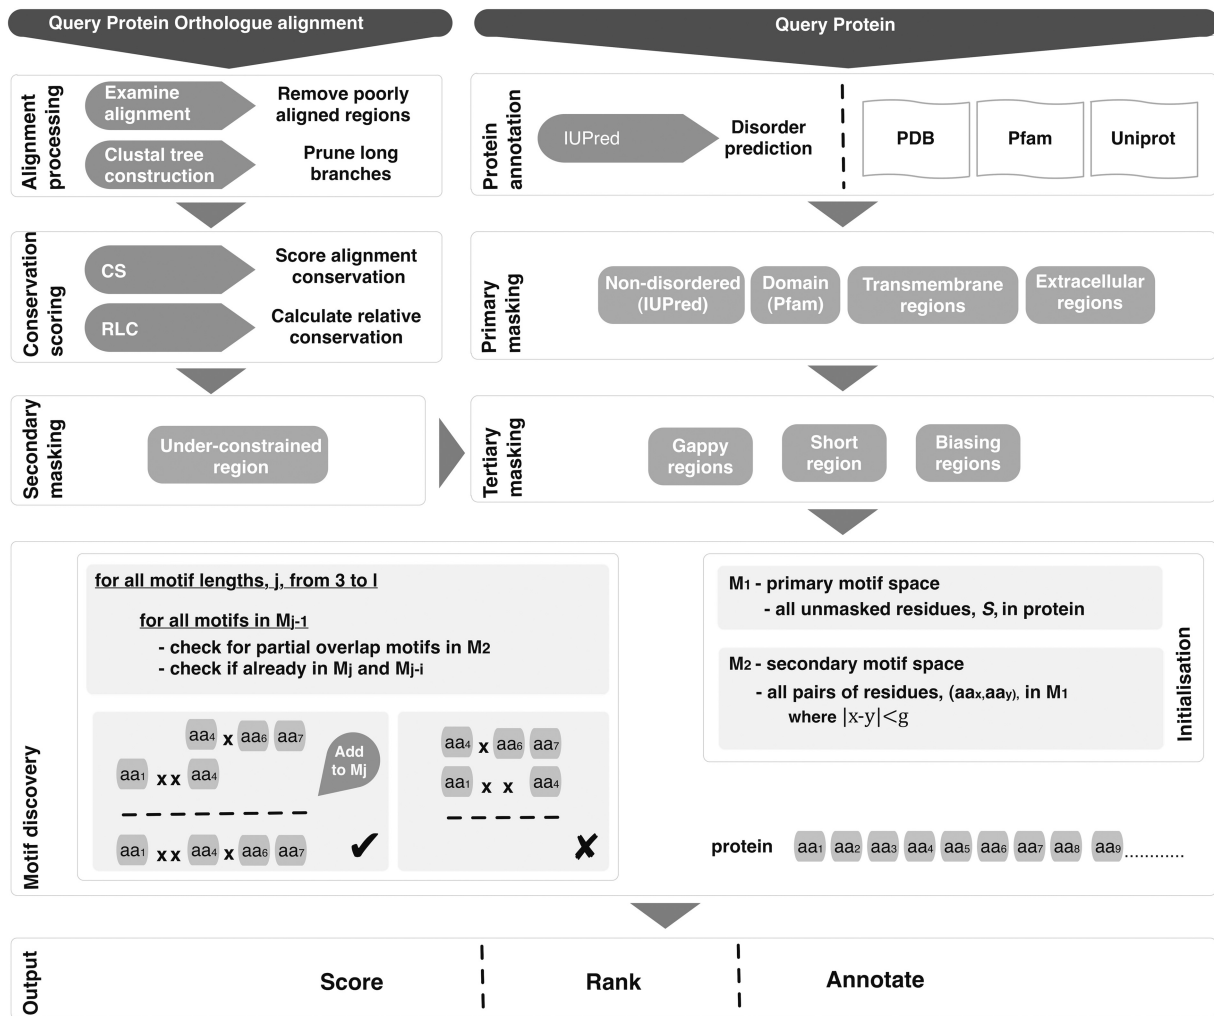 Query Protein Orthologue alignment
Query Protein
Alignment
processing
Examine
alignment
Remove poorly
aligned regions
Clustal tree
construction
Prune long
branches
Protein
annotation
IUPred
Disorder
prediction
PDB
Pfam
Uniprot
Conservation
scoring
CS
Score alignment
conservation
RLC
Calculate relative
conservation
Primary
masking
Non-disordered
(IUPred)
Domain
(Pfam)
Transmembrane
regions
Extracellular
regions
Secondary
masking
Under-constrained
region
Tertiary
masking
Gappy
regions
Short
region
Biasing
regions
Motif discovery
for all motif lengths, j, from 3 to l
for all motifs in Mj-1
- check for partial overlap motifs in M2
- check if already in Mj and Mj-i
aa4 x aa6 aa7
aa1 x x aa4
Add
to Mj
aa1 x x aa4 x aa6 aa7
✔
aa4 x aa6 aa7
aa1 x x aa4
✘
M1 - primary motif space
- all unmasked residues, S, in protein
M2 - secondary motif space
- all pairs of residues, (aax,aay), in M1
where |x-y|<g
Initialisation
protein aa1 aa2 aa3 aa4 aa5 aa6 aa7 aa8 aa9............
Output
Score
Rank
Annotate